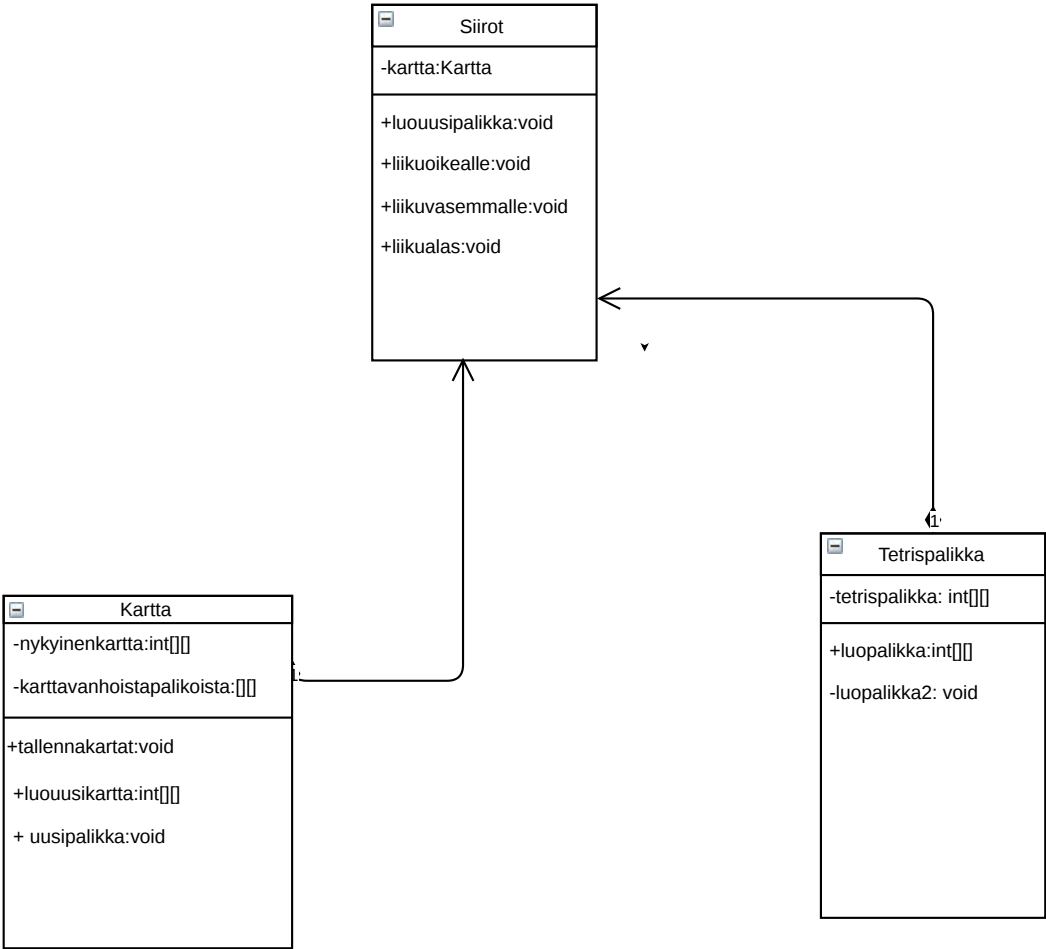 Siirot
-kartta:Kartta
+luouusipalikka:void
+liikuoikealle:void
+liikuvasemmalle:void
+liikualas:void
1
Tetrispalikka
-tetrispalikka: int[][]
+luopalikka:int[][]
-luopalikka2: void
Kartta
-nykyinenkartta:int[][]
-karttavanhoistapalikoista:[][]
1
+tallennakartat:void
+luouusikartta:int[][]
+ uusipalikka:void